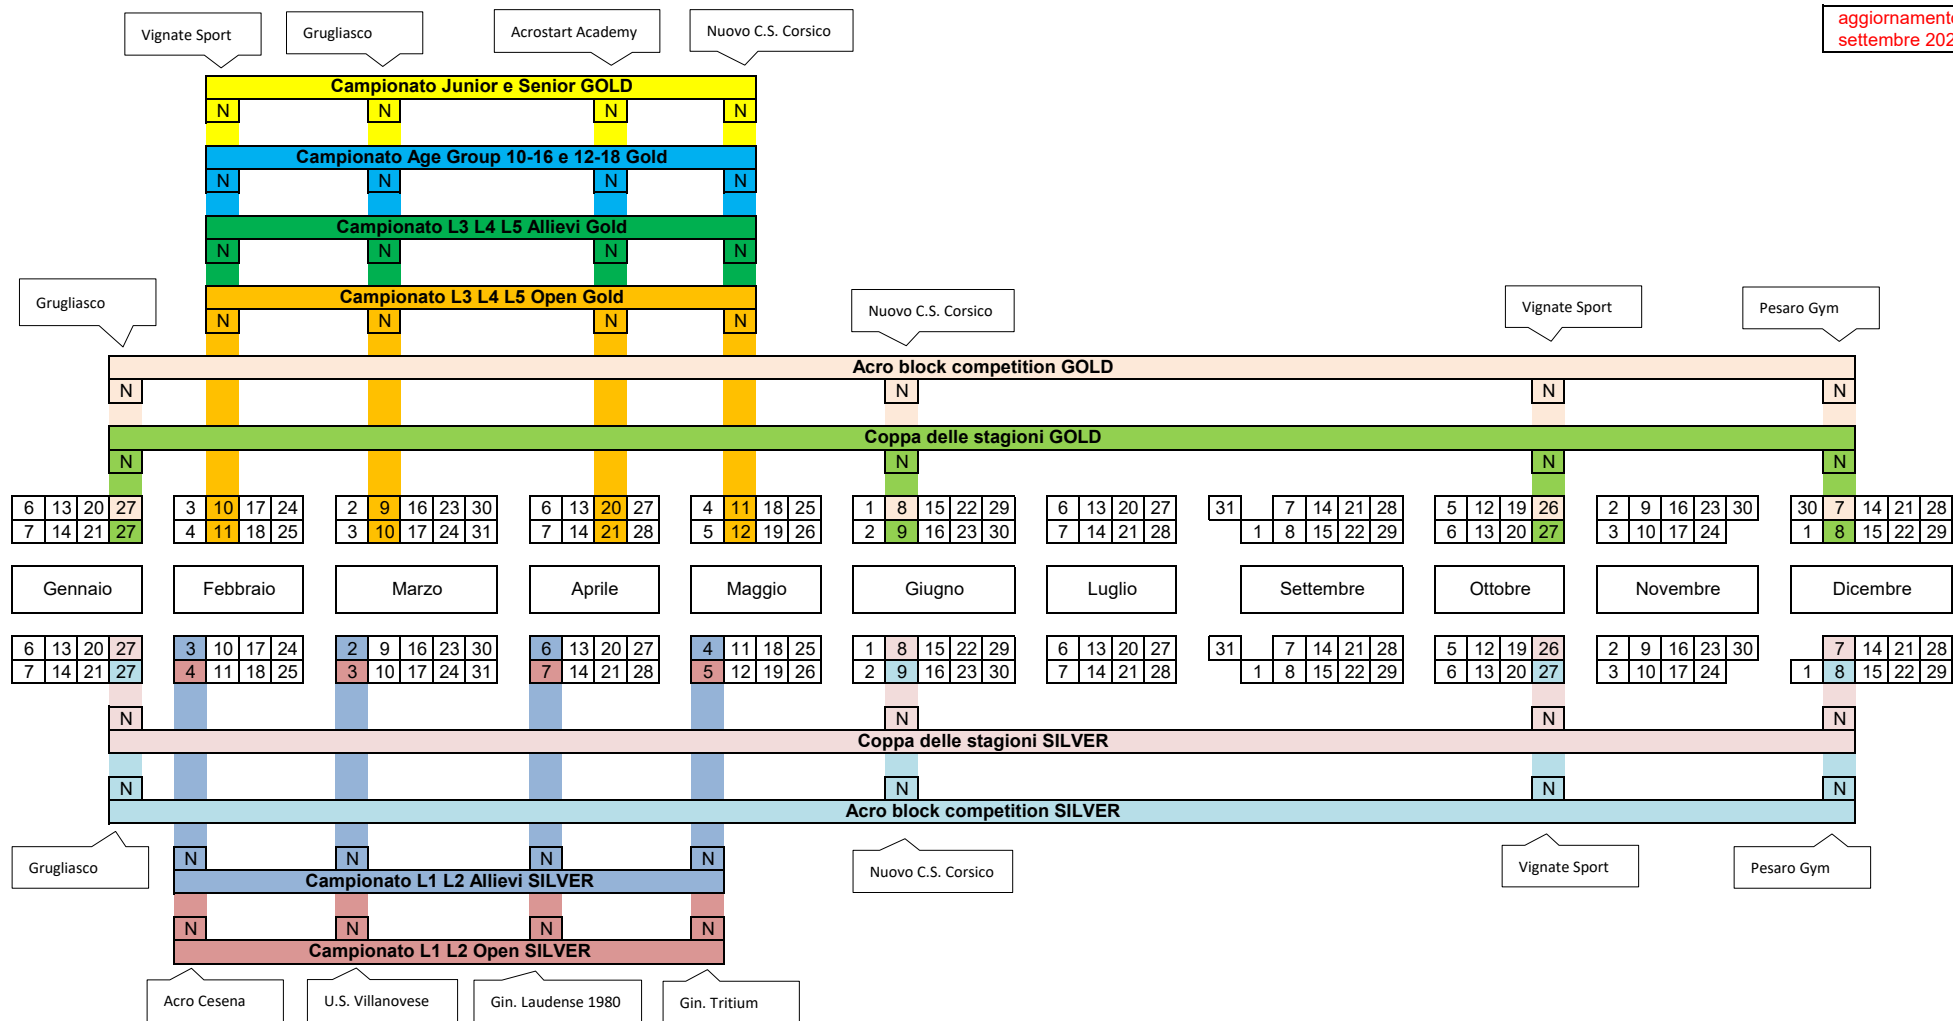 Vignate Sport
Grugliasco
Acrostart Academy
Nuovo C.S. Corsico
aggiornamento
settembre 202
Campionato Junior e Senior GOLD
N N N N
Campionato Age Group 10-16 e 12-18 Gold
N N N N
Campionato L3 L4 L5 Allievi Gold
N N N N
Campionato L3 L4 L5 Open Gold
N N N N
Grugliasco
Nuovo C.S. Corsico
Vignate Sport
Pesaro Gym
Acro block competition GOLD
N N N N
Coppa delle stagioni GOLD
N N N N
6 13 20 27 3 10 17 24 2 9 16 23 30 6 13 20 27 4 11 18 25 1 8 15 22 29 6 13 20 27 31 7 14 21 28 5 12 19 26 2 9 16 23 30 30 7 14 21 28
7 14 21 27 4 11 18 25 3 10 17 24 31 7 14 21 28 5 12 19 26 2 9 16 23 30 7 14 21 28 1 8 15 22 29 6 13 20 27 3 10 17 24 1 8 15 22 29
Gennaio Febbraio Marzo Aprile Maggio Giugno Luglio Settembre Ottobre Novembre Dicembre
6 13 20 27 3 10 17 24 2 9 16 23 30 6 13 20 27 4 11 18 25 1 8 15 22 29 6 13 20 27 31 7 14 21 28 5 12 19 26 2 9 16 23 30 7 14 21 28
7 14 21 27 4 11 18 25 3 10 17 24 31 7 14 21 28 5 12 19 26 2 9 16 23 30 7 14 21 28 1 8 15 22 29 6 13 20 27 3 10 17 24 1 8 15 22 29
N N N N
Coppa delle stagioni SILVER
N N N N
Acro block competition SILVER
Grugliasco
Nuovo C.S. Corsico
Vignate Sport
Pesaro Gym
N N N N
Campionato L1 L2 Allievi SILVER
N N N N
Campionato L1 L2 Open SILVER
Acro Cesena
U.S. Villanovese
Gin. Laudense 1980
Gin. Tritium